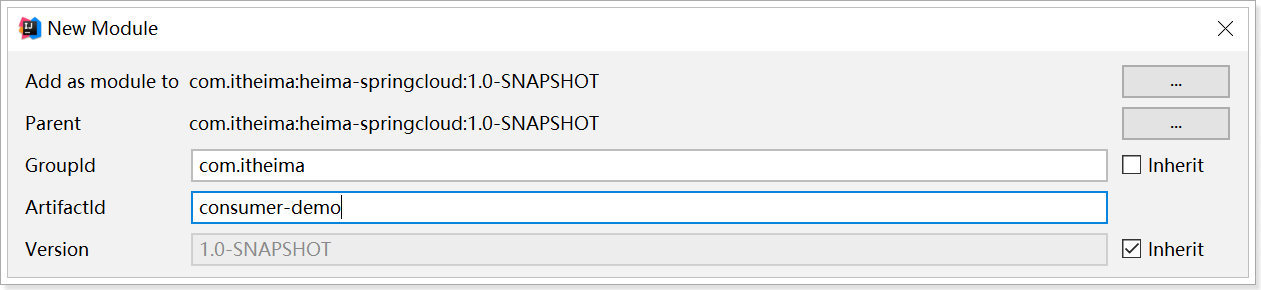 New Module
Add as module to com.itheima:heima-springcloud:1.0-SNAPSHOT ...
Parent com.itheima:heima-springcloud:1.0-SNAPSHOT ...
GroupId com.itheima Inherit
ArtifactId consumer-demo
Version 1.0-SNAPSHOT Inherit